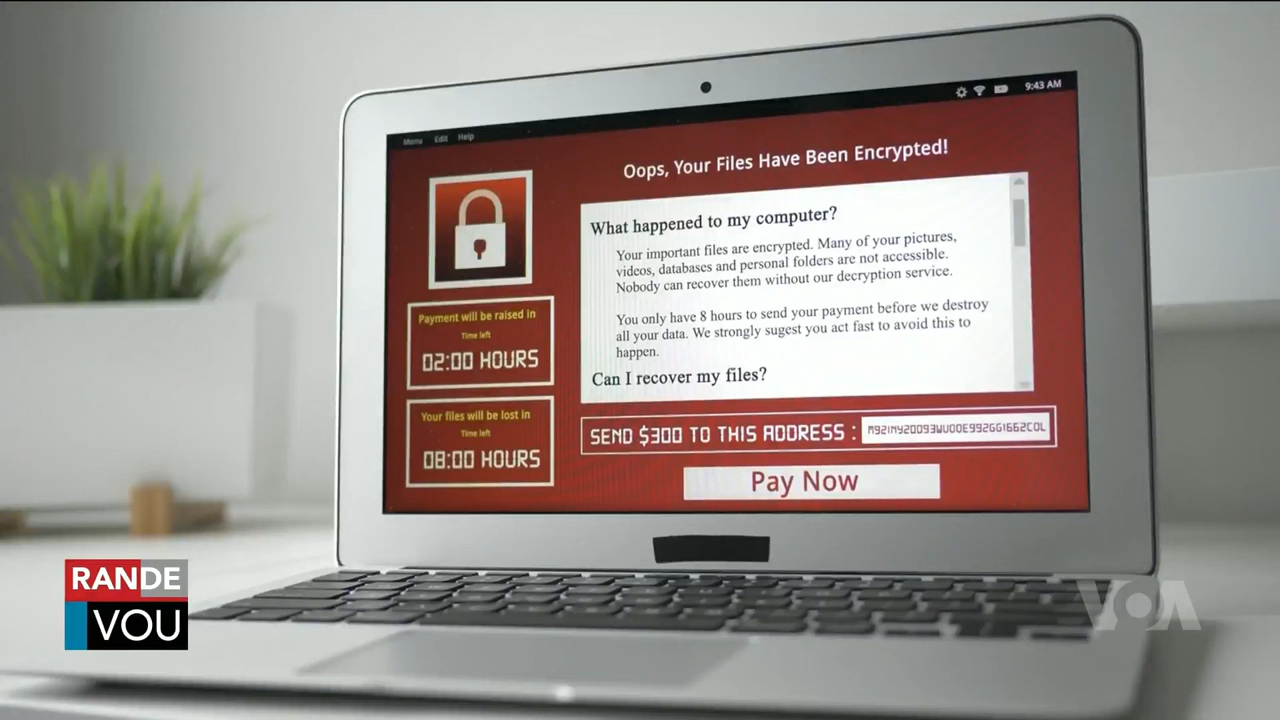 Menu Edit Help
9:43 AM
Oops, Your Files Have Been Encrypted!
What happened to my computer?
Your important files are encrypted. Many of your pictures,
videos, databases and personal folders are not accessible.
Nobody can recover them without our decryption service.
You only have 8 hours to send your payment before we destroy
all your data. We strongly sugest you act fast to avoid this to
happen.
Can I recover my files?
Payment will be raised in
Time left
02:00 HOURS
Your files will be lost in
Time left
08:00 HOURS
SEND $300 TO THIS ADDRESS :
Pay Now
RANDE
VOU
VOA